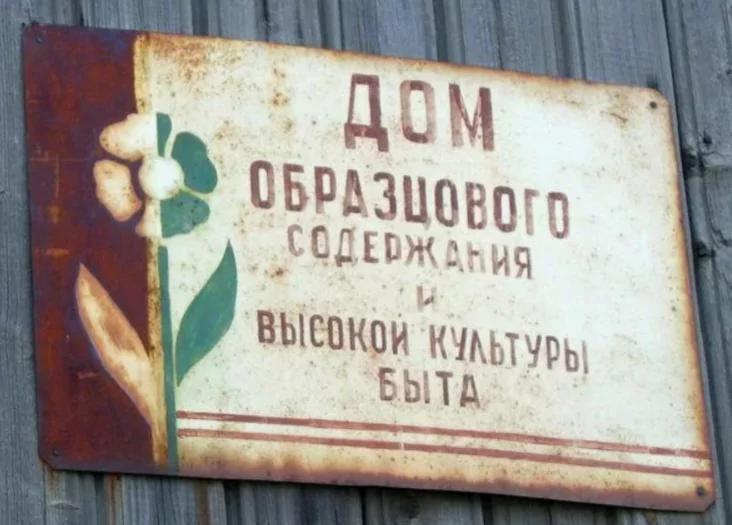 ДОМ
ОБРАЗЦОВОГО
СОДЕРЖАНИЯ
И
ВЫСОКОЙ КУЛЬТУРЫ
БЫТА